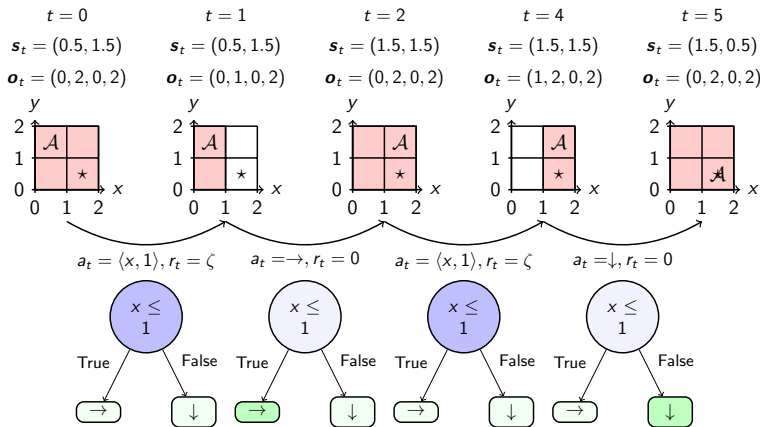 t = 0 t = 1 t = 2 t = 4 t = 5
s_t = (0.5, 1.5) s_t = (0.5, 1.5) s_t = (1.5, 1.5) s_t = (1.5, 1.5) s_t = (1.5, 0.5)
o_t = (0, 2, 0, 2) o_t = (0, 1, 0, 2) o_t = (0, 2, 0, 2) o_t = (1, 2, 0, 2) o_t = (0, 2, 0, 2)
y y y y y
2 2 2 2 2
𝒜 𝒜 𝒜 𝒜
1 1 1 1 1
⋆ ⋆ ⋆ ⋆ ⋆ 𝒜
0 x 0 x 0 x 0 x 0 x
0 1 2 0 1 2 0 1 2 0 1 2 0 1 2
a_t = ⟨x, 1⟩, r_t = ζ a_t =→, r_t = 0 a_t = ⟨x, 1⟩, r_t = ζ a_t =↓, r_t = 0
x ≤ x ≤ x ≤ x ≤
1 1 1 1
True False True False True False True False
→ ↓ → ↓ → ↓ → ↓